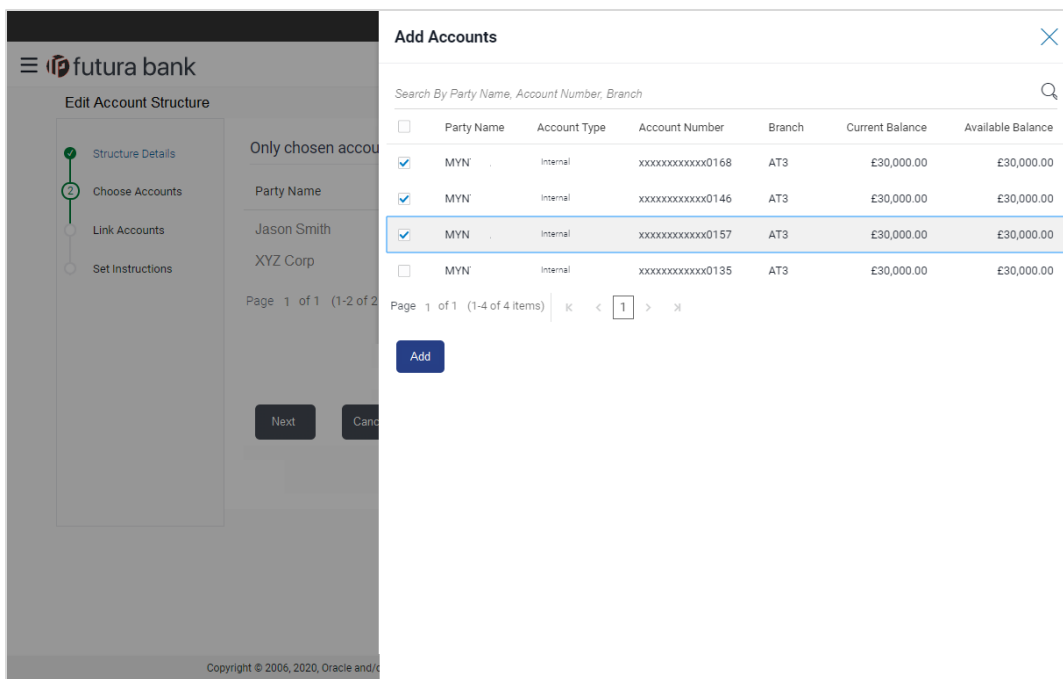 Add Accounts
futura bank
Edit Account Structure
Search By Party Name, Account Number, Branch
Party Name Account Type Account Number Branch Current Balance Available Balance
MYN Internal xxxxxxxxxxxx0168 AT3 £30,000.00 £30,000.00
MYN Internal xxxxxxxxxxxx0146 AT3 £30,000.00 £30,000.00
MYN Internal xxxxxxxxxxxx0157 AT3 £30,000.00 £30,000.00
MYN Internal xxxxxxxxxxxx0135 AT3 £30,000.00 £30,000.00
Page 1 of 1 (1-4 of 4 items) K < 1 > >|
Add
Structure Details
2 Choose Accounts
Link Accounts
Set Instructions
Only chosen accou
Party Name
Jason Smith
XYZ Corp
Page 1 of 1 (1-2 of 2
Next Canc
Copyright © 2006, 2020, Oracle and/o